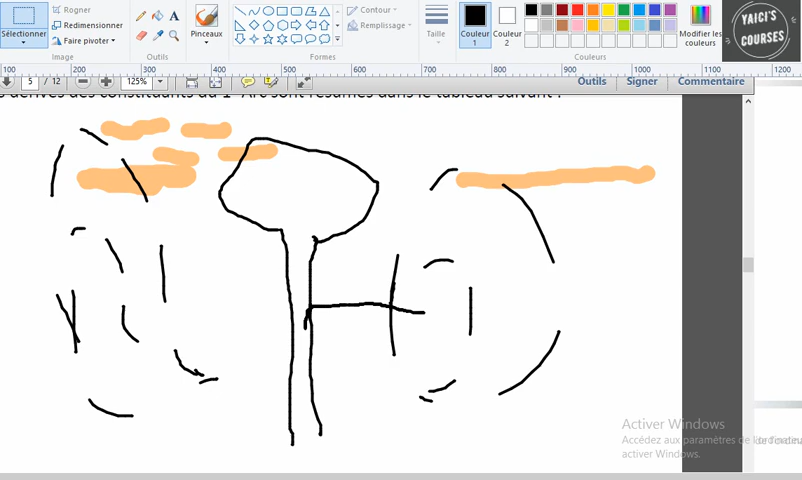 Rogner
Redimensionner
Faire pivoter
Sélectionner
Image
A
Outils
Pinceaux
Contour
Remplissage
Formes
Taille
Couleur 1
Couleur 2
Modifier les couleurs
Couleurs
YAICI'S COURSES
100 200 300 400 500 600 700 800 900 1000 1100 1200
5 / 12 125% Outils Signer Commentaire
Activer Windows
Accédez aux paramètres de l'ordinateur
activer Windows.